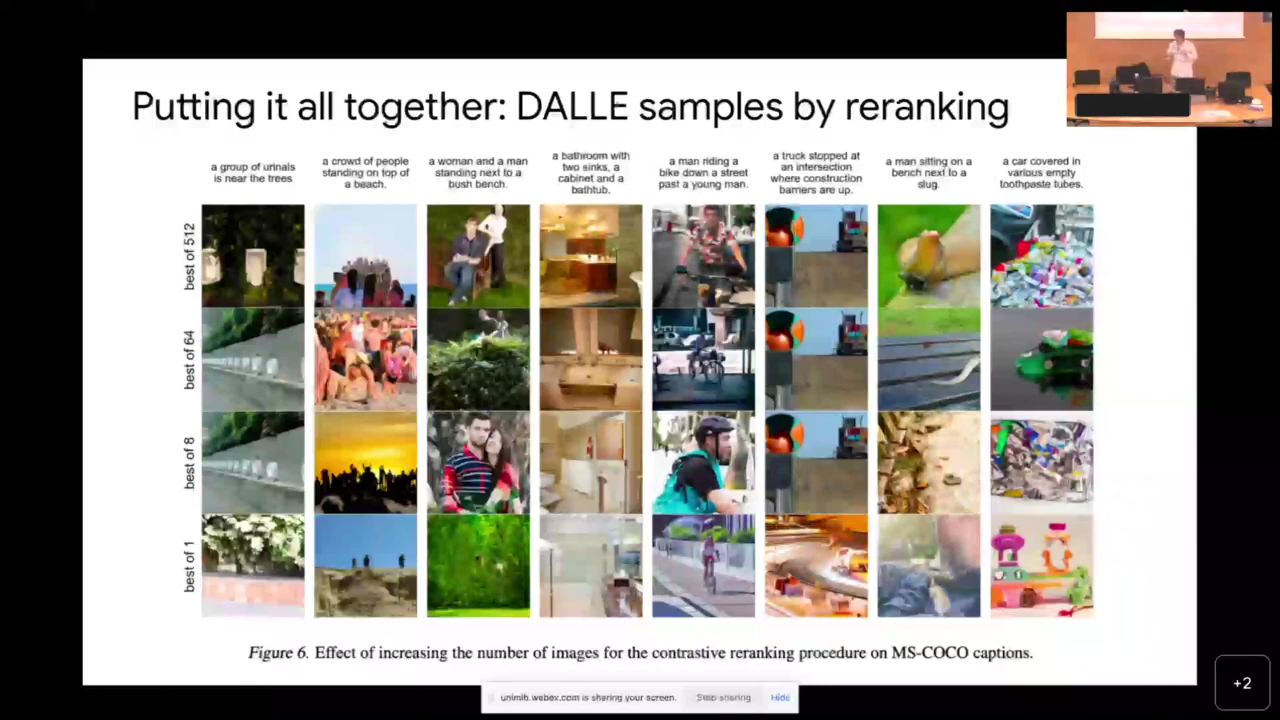 Putting it all together: DALLE samples by reranking
a group of urinals
is near the trees
a crowd of people
standing on top of
a beach.
a woman and a man
standing next to a
bush bench.
a bathroom with
two sinks, a
cabinet and a
bathtub.
a man riding a
bike down a street
past a young man.
a truck stopped at
an intersection
where construction
barriers are up.
a man sitting on a
bench next to a
slug.
a car covered in
various empty
toothpaste tubes.
best of 512
best of 64
best of 8
best of 1
Figure 6. Effect of increasing the number of images for the contrastive reranking procedure on MS-COCO captions.
unimib.webex.com is sharing your screen.
Stop sharing
Hide
+2